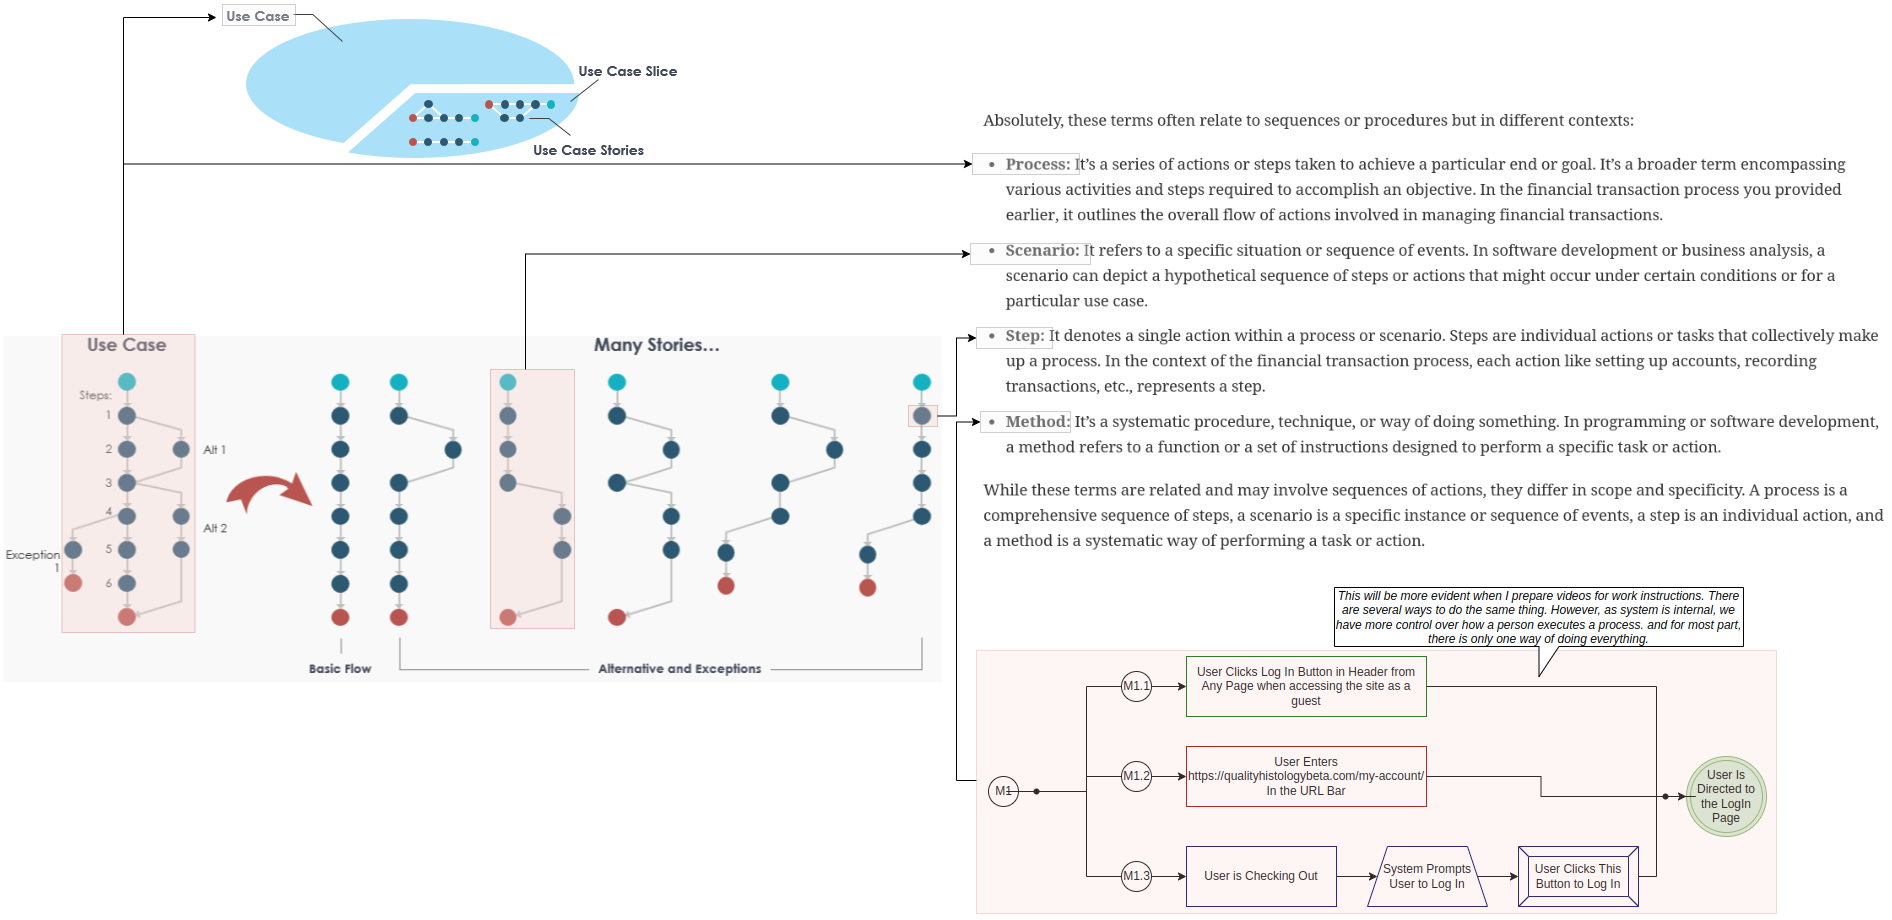 Use Case
Use Case Slice
Use Case Stories
Absolutely, these terms often relate to sequences or procedures but in different contexts:
• Process: It’s a series of actions or steps taken to achieve a particular end or goal. It’s a broader term encompassing
various activities and steps required to accomplish an objective. In the financial transaction process you provided
earlier, it outlines the overall flow of actions involved in managing financial transactions.
• Scenario: It refers to a specific situation or sequence of events. In software development or business analysis, a
scenario can depict a hypothetical sequence of steps or actions that might occur under certain conditions or for a
particular use case.
• Step: It denotes a single action within a process or scenario. Steps are individual actions or tasks that collectively make
up a process. In the context of the financial transaction process, each action like setting up accounts, recording
transactions, etc., represents a step.
• Method: It’s a systematic procedure, technique, or way of doing something. In programming or software development,
a method refers to a function or a set of instructions designed to perform a specific task or action.
While these terms are related and may involve sequences of actions, they differ in scope and specificity. A process is a
comprehensive sequence of steps, a scenario is a specific instance or sequence of events, a step is an individual action, and
a method is a systematic way of performing a task or action.
Use Case
Many Stories...
Steps:
1
2
Alt 1
3
4
Alt 2
5
Exception
1
6
Basic Flow
Alternative and Exceptions
This will be more evident when I prepare videos for work instructions. There
are several ways to do the same thing. However, as system is internal, we
have more control over how a person executes a process. and for most part,
there is only one way of doing everything.
M1
M1.1
User Clicks Log In Button in Header from
Any Page when accessing the site as a
guest
M1.2
User Enters
https://qualityhistologybeta.com/my-account/
In the URL Bar
M1.3
User is Checking Out
System Prompts
User to Log In
User Clicks This
Button to Log In
User Is
Directed to
the LogIn
Page